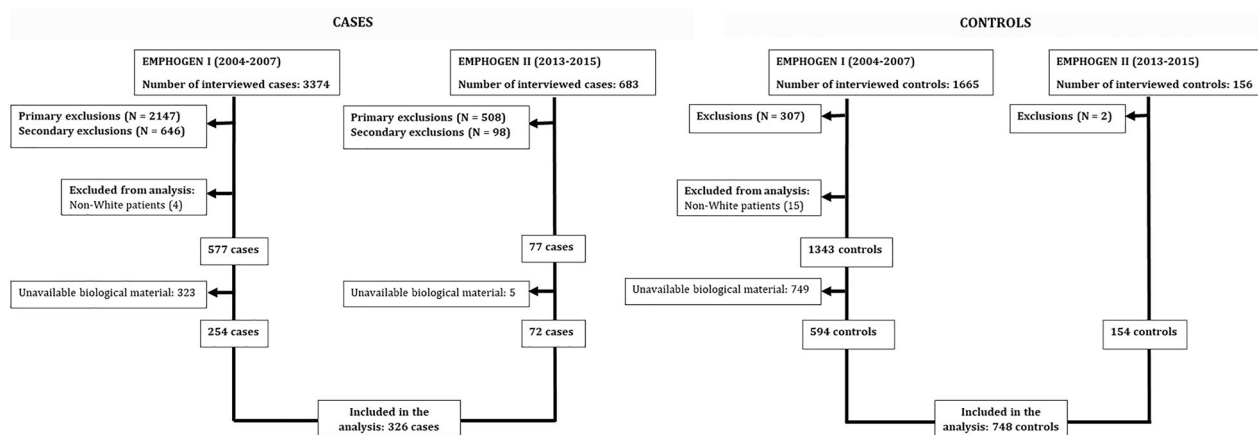 CASES
EMPHOGEN I (2004-2007)
Number of interviewed cases: 3374
Primary exclusions (N = 2147)
Secondary exclusions (N = 646)
Excluded from analysis:
Non-White patients (4)
577 cases
Unavailable biological material: 323
254 cases
EMPHOGEN II (2013-2015)
Number of interviewed cases: 683
Primary exclusions (N = 508)
Secondary exclusions (N = 98)
77 cases
Unavailable biological material: 5
72 cases
Included in the
analysis: 326 cases
CONTROLS
EMPHOGEN I (2004-2007)
Number of interviewed controls: 1665
Exclusions (N = 307)
Excluded from analysis:
Non-White patients (15)
1343 controls
Unavailable biological material: 749
594 controls
EMPHOGEN II (2013-2015)
Number of interviewed controls: 156
Exclusions (N = 2)
154 controls
Included in the
analysis: 748 controls